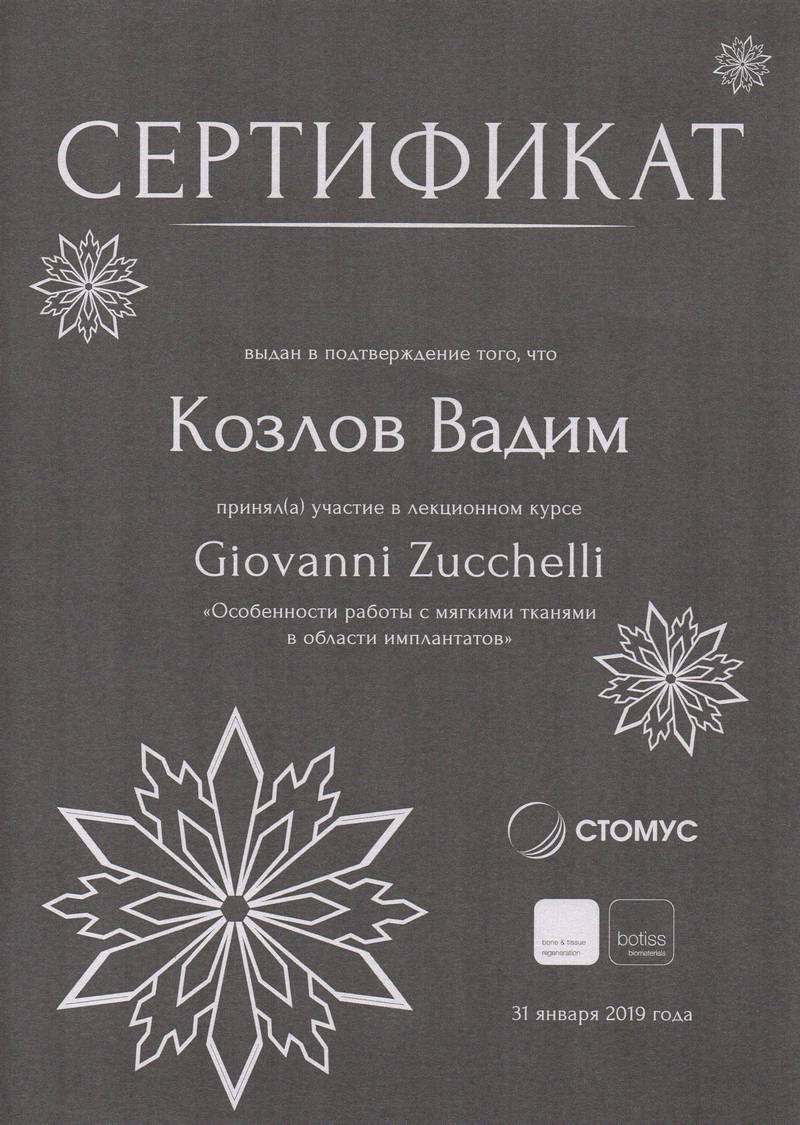 СЕРТИФИКАТ
выдан в подтверждение того, что
Козлов Вадим
принял(а) участие в лекционном курсе
Giovanni Zucchelli
«Особенности работы с мягкими тканями
в области имплантатов»
СТОМУС
bone & tissue
regeneration
botiss
biomaterials
31 января 2019 года